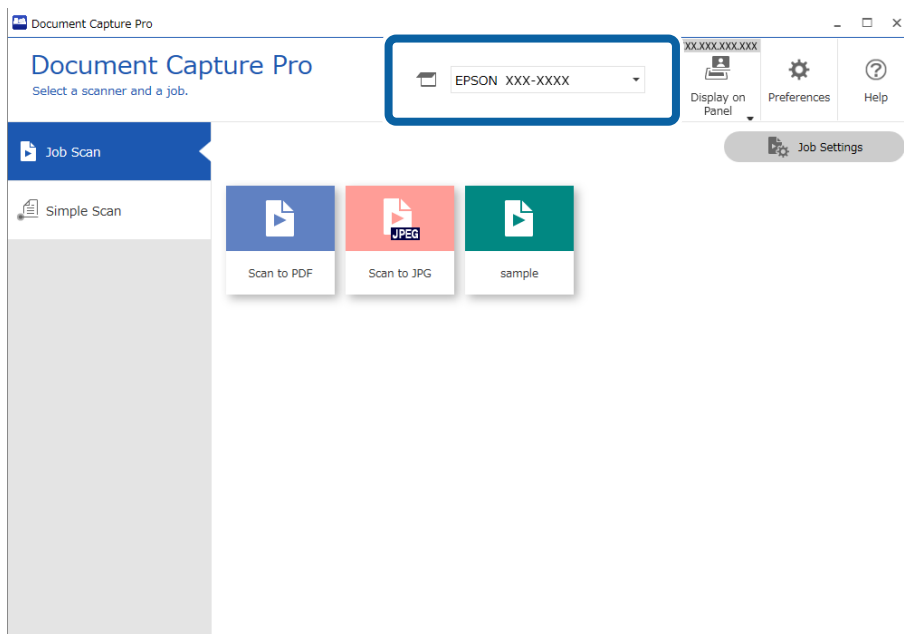 Document Capture Pro
Document Capture Pro
Select a scanner and a job.
EPSON XXX-XXXX
XX.XXX.XXX.XXX
Display on
Panel
Preferences
Help
Job Scan
Job Settings
Simple Scan
JPEG
Scan to PDF
Scan to JPG
sample